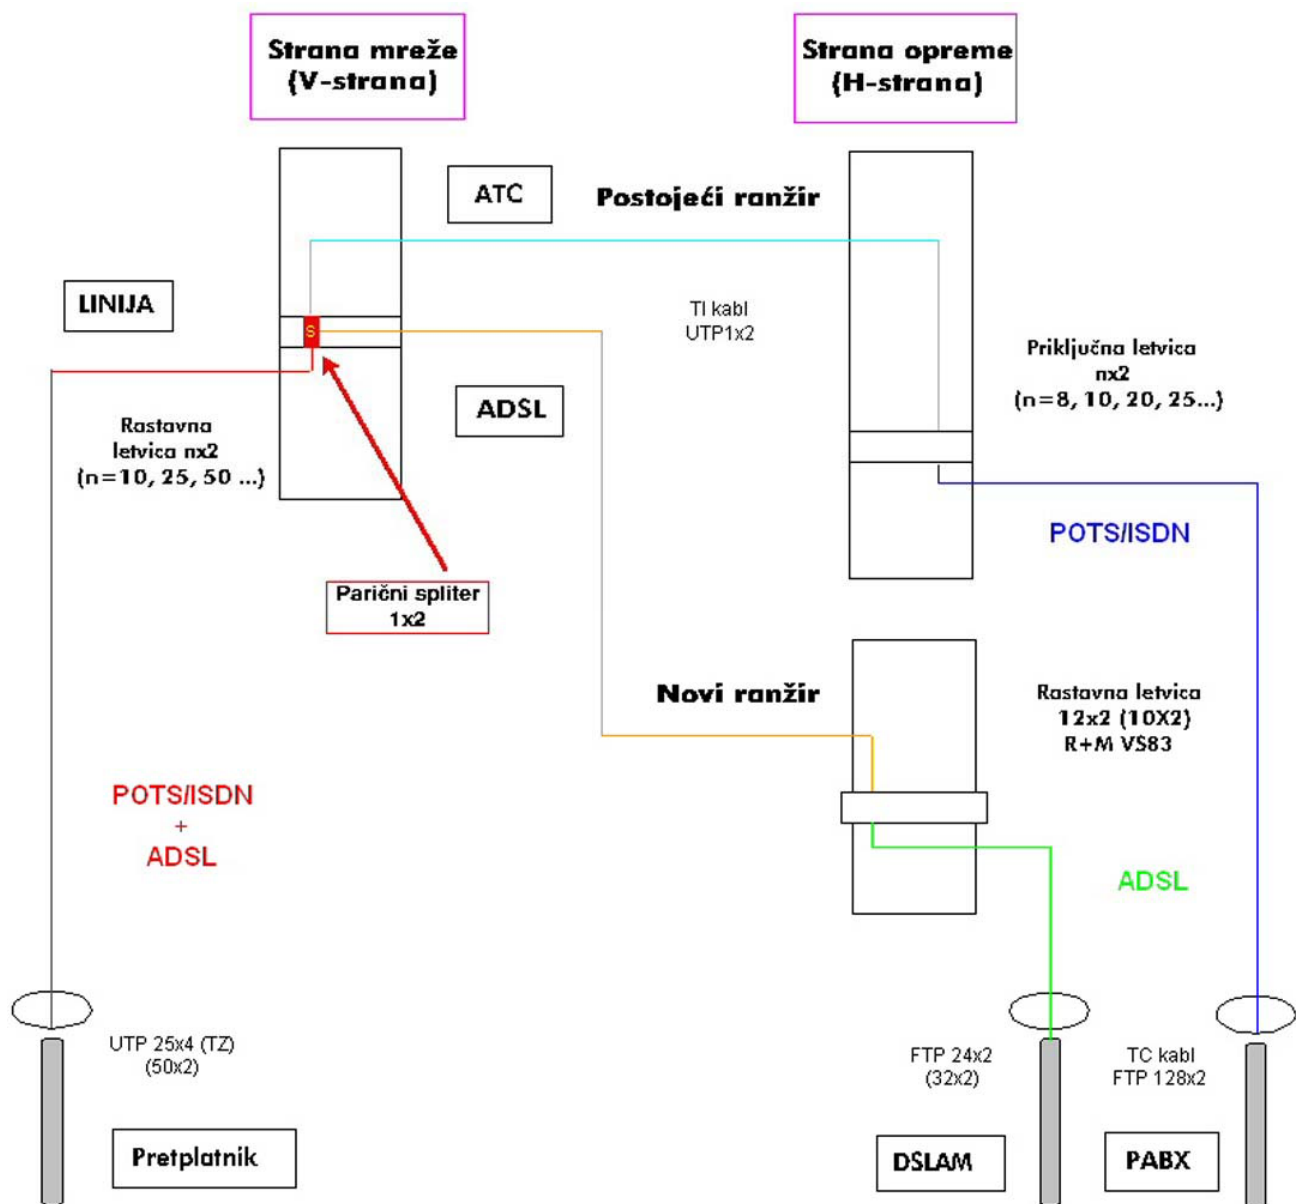 Strana mreže
(V-strana)
Strana opreme
(H-strana)
ATC
Postojeći ranžir
LINIJA
S
TI kabl
UTP1x2
Priključna letvica
nx2
(n=8, 10, 20, 25...)
ADSL
Rastavna
letvica nx2
(n=10, 25, 50 ...)
POTS/ISDN
Parični spliter
1x2
Novi ranžir
Rastavna letvica
12x2 (10X2)
R+M VS83
POTS/ISDN
+
ADSL
ADSL
UTP 25x4 (TZ)
(50x2)
FTP 24x2
(32x2)
TC kabl
FTP 128x2
Pretplatnik
DSLAM
PABX